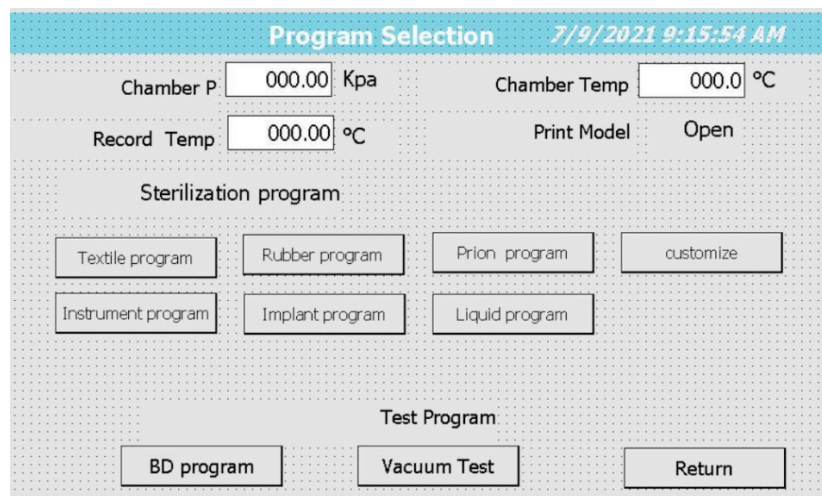 Program Selection 7/9/2021 9:15:54 AM
Chamber P 000.00 Kpa Chamber Temp 000.0 °C
Record Temp 000.00 °C Print Model Open
Sterilization program
Textile program Rubber program Prion program customize
Instrument program Implant program Liquid program
Test Program
BD program Vacuum Test Return